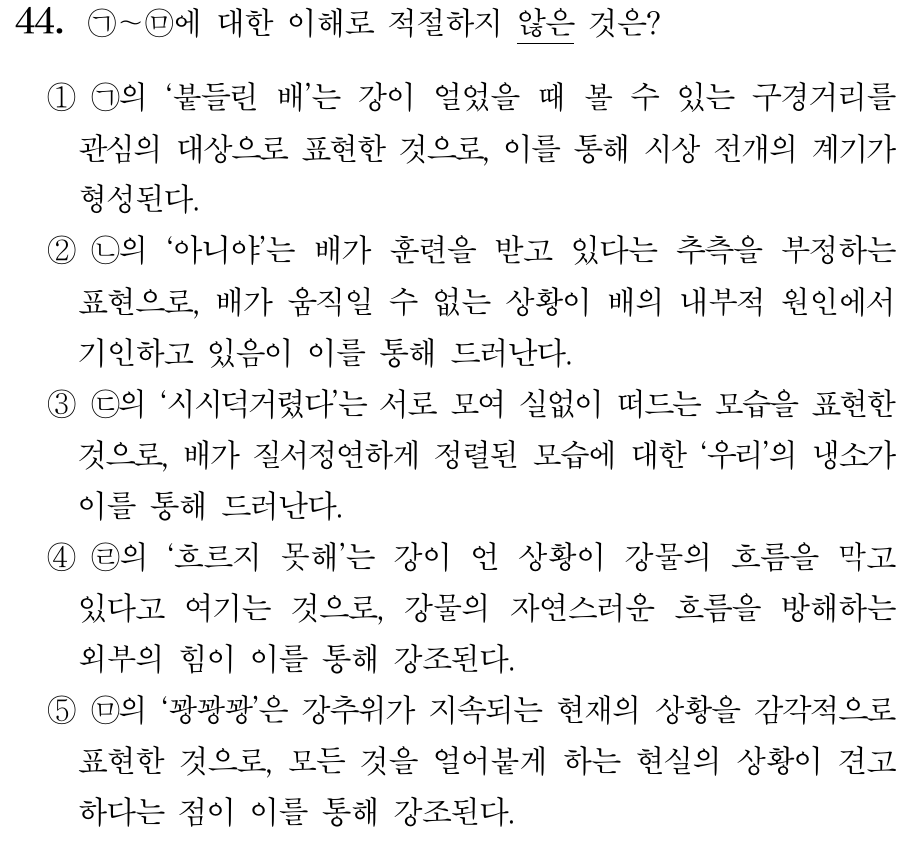 44. ㉠~㉤에 대한 이해로 적절하지 않은 것은?
① ㉠의 ‘붙들린 배’는 강이 얼었을 때 볼 수 있는 구경거리를
관심의 대상으로 표현한 것으로, 이를 통해 시상 전개의 계기가
형성된다.
② ㉡의 ‘아니야’는 배가 훈련을 받고 있다는 추측을 부정하는
표현으로, 배가 움직일 수 없는 상황이 배의 내부적 원인에서
기인하고 있음이 이를 통해 드러난다.
③ ㉢의 ‘시시덕거렸다’는 서로 모여 실없이 떠드는 모습을 표현한
것으로, 배가 질서정연하게 정렬된 모습에 대한 ‘우리’의 냉소가
이를 통해 드러난다.
④ ㉣의 ‘흐르지 못해’는 강이 언 상황이 강물의 흐름을 막고
있다고 여기는 것으로, 강물의 자연스러운 흐름을 방해하는
외부의 힘이 이를 통해 강조된다.
⑤ ㉤의 ‘꽝꽝꽝’은 강추위가 지속되는 현재의 상황을 감각적으로
표현한 것으로, 모든 것을 얼어붙게 하는 현실의 상황이 견고
하다는 점이 이를 통해 강조된다.